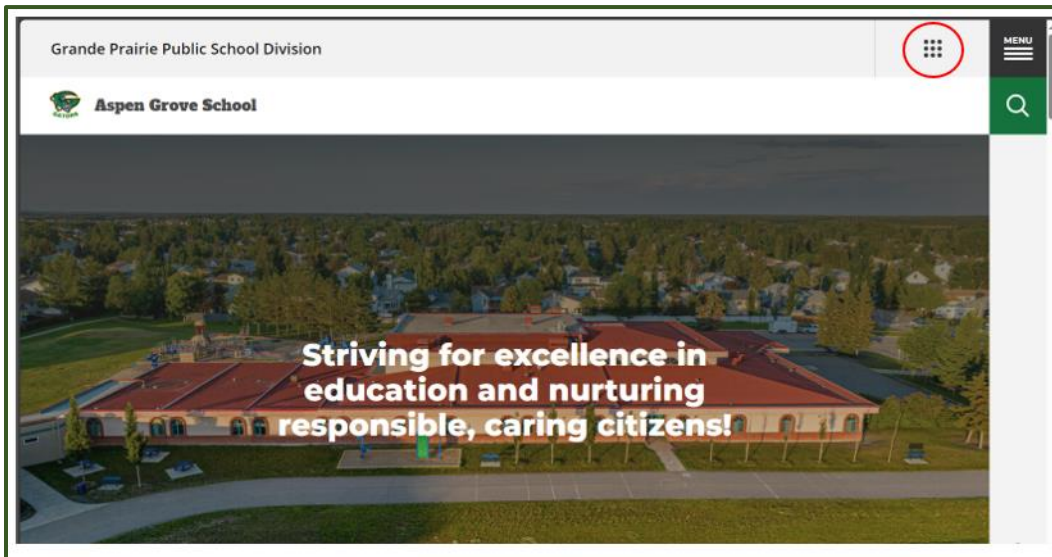 Grande Prairie Public School Division
MENU
GATORS
Aspen Grove School
Striving for excellence in
education and nurturing
responsible, caring citizens!